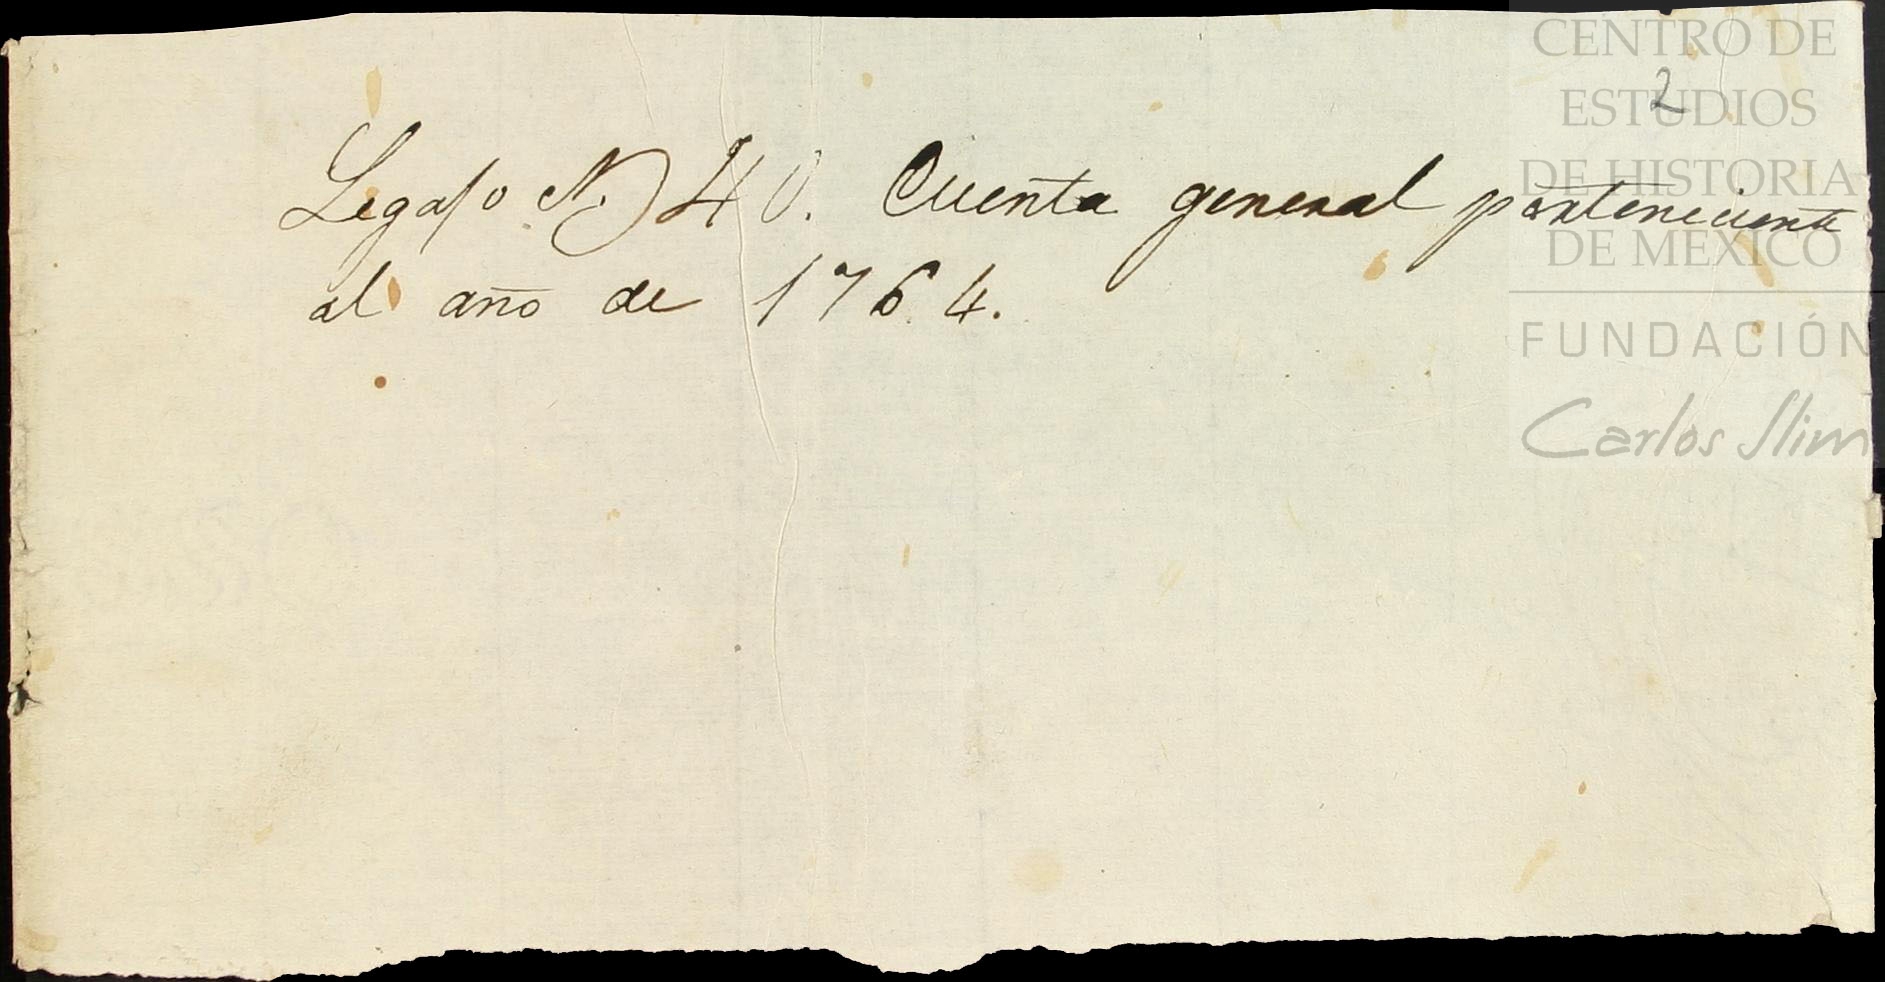 2
Legajo N. 40. Cuenta general perteneciente
al año de 1764.
CENTRO DE
ESTUDIOS
DE HISTORIA
DE MEXICO
FUNDACIÓN
Carlos Slim